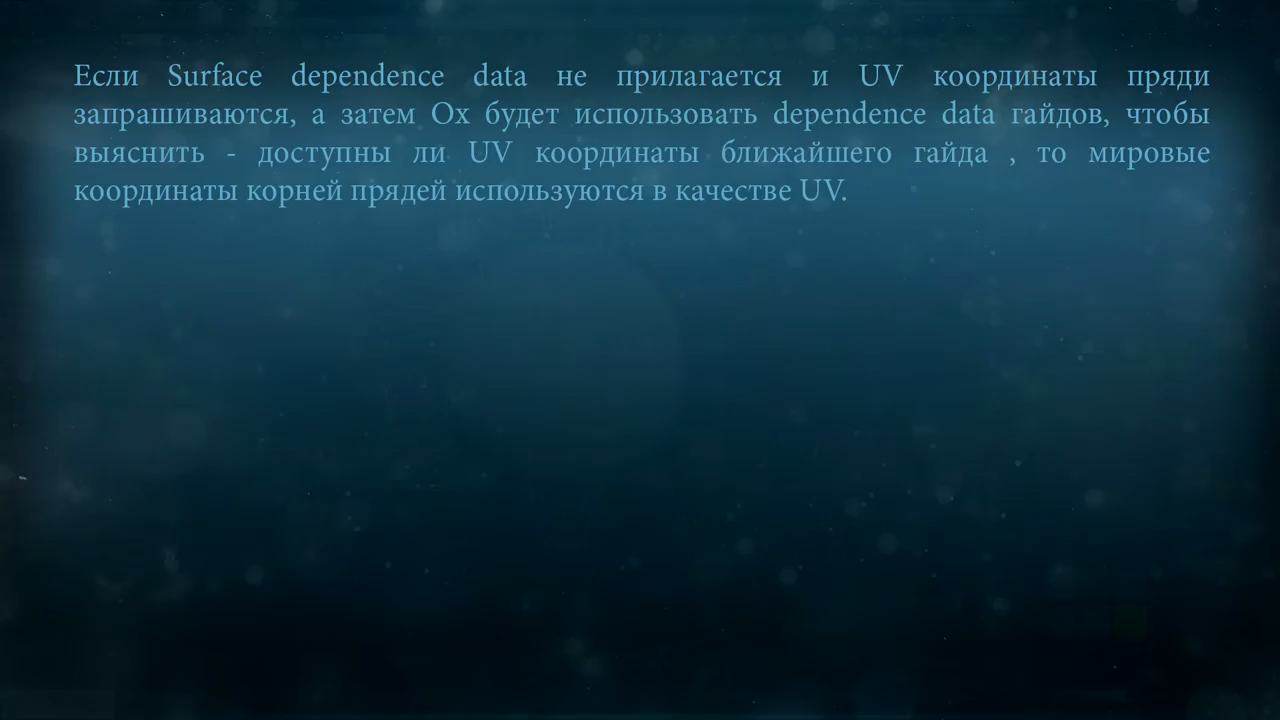 Если Surface dependence data не прилагается и UV координаты пряди
запрашиваются, а затем Ox будет использовать dependence data гайдов, чтобы
выяснить - доступны ли UV координаты ближайшего гайда , то мировые
координаты корней прядей используются в качестве UV.